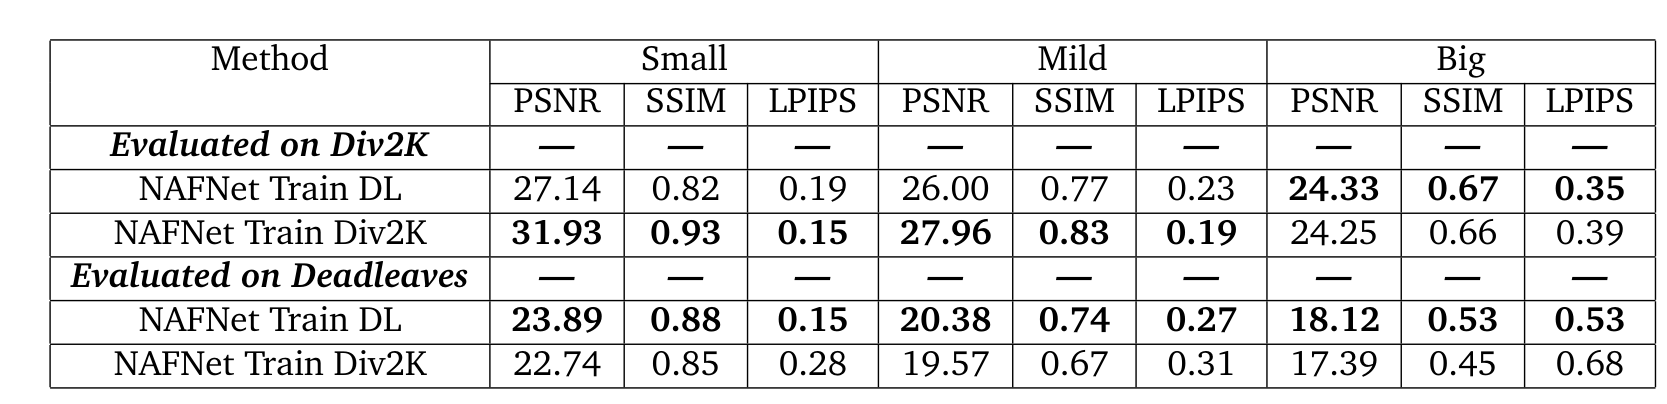 Method Small Mild Big
PSNR SSIM LPIPS PSNR SSIM LPIPS PSNR SSIM LPIPS
Evaluated on Div2K — — — — — — — — —
NAFNet Train DL 27.14 0.82 0.19 26.00 0.77 0.23 24.33 0.67 0.35
NAFNet Train Div2K 31.93 0.93 0.15 27.96 0.83 0.19 24.25 0.66 0.39
Evaluated on Deadleaves — — — — — — — — —
NAFNet Train DL 23.89 0.88 0.15 20.38 0.74 0.27 18.12 0.53 0.53
NAFNet Train Div2K 22.74 0.85 0.28 19.57 0.67 0.31 17.39 0.45 0.68